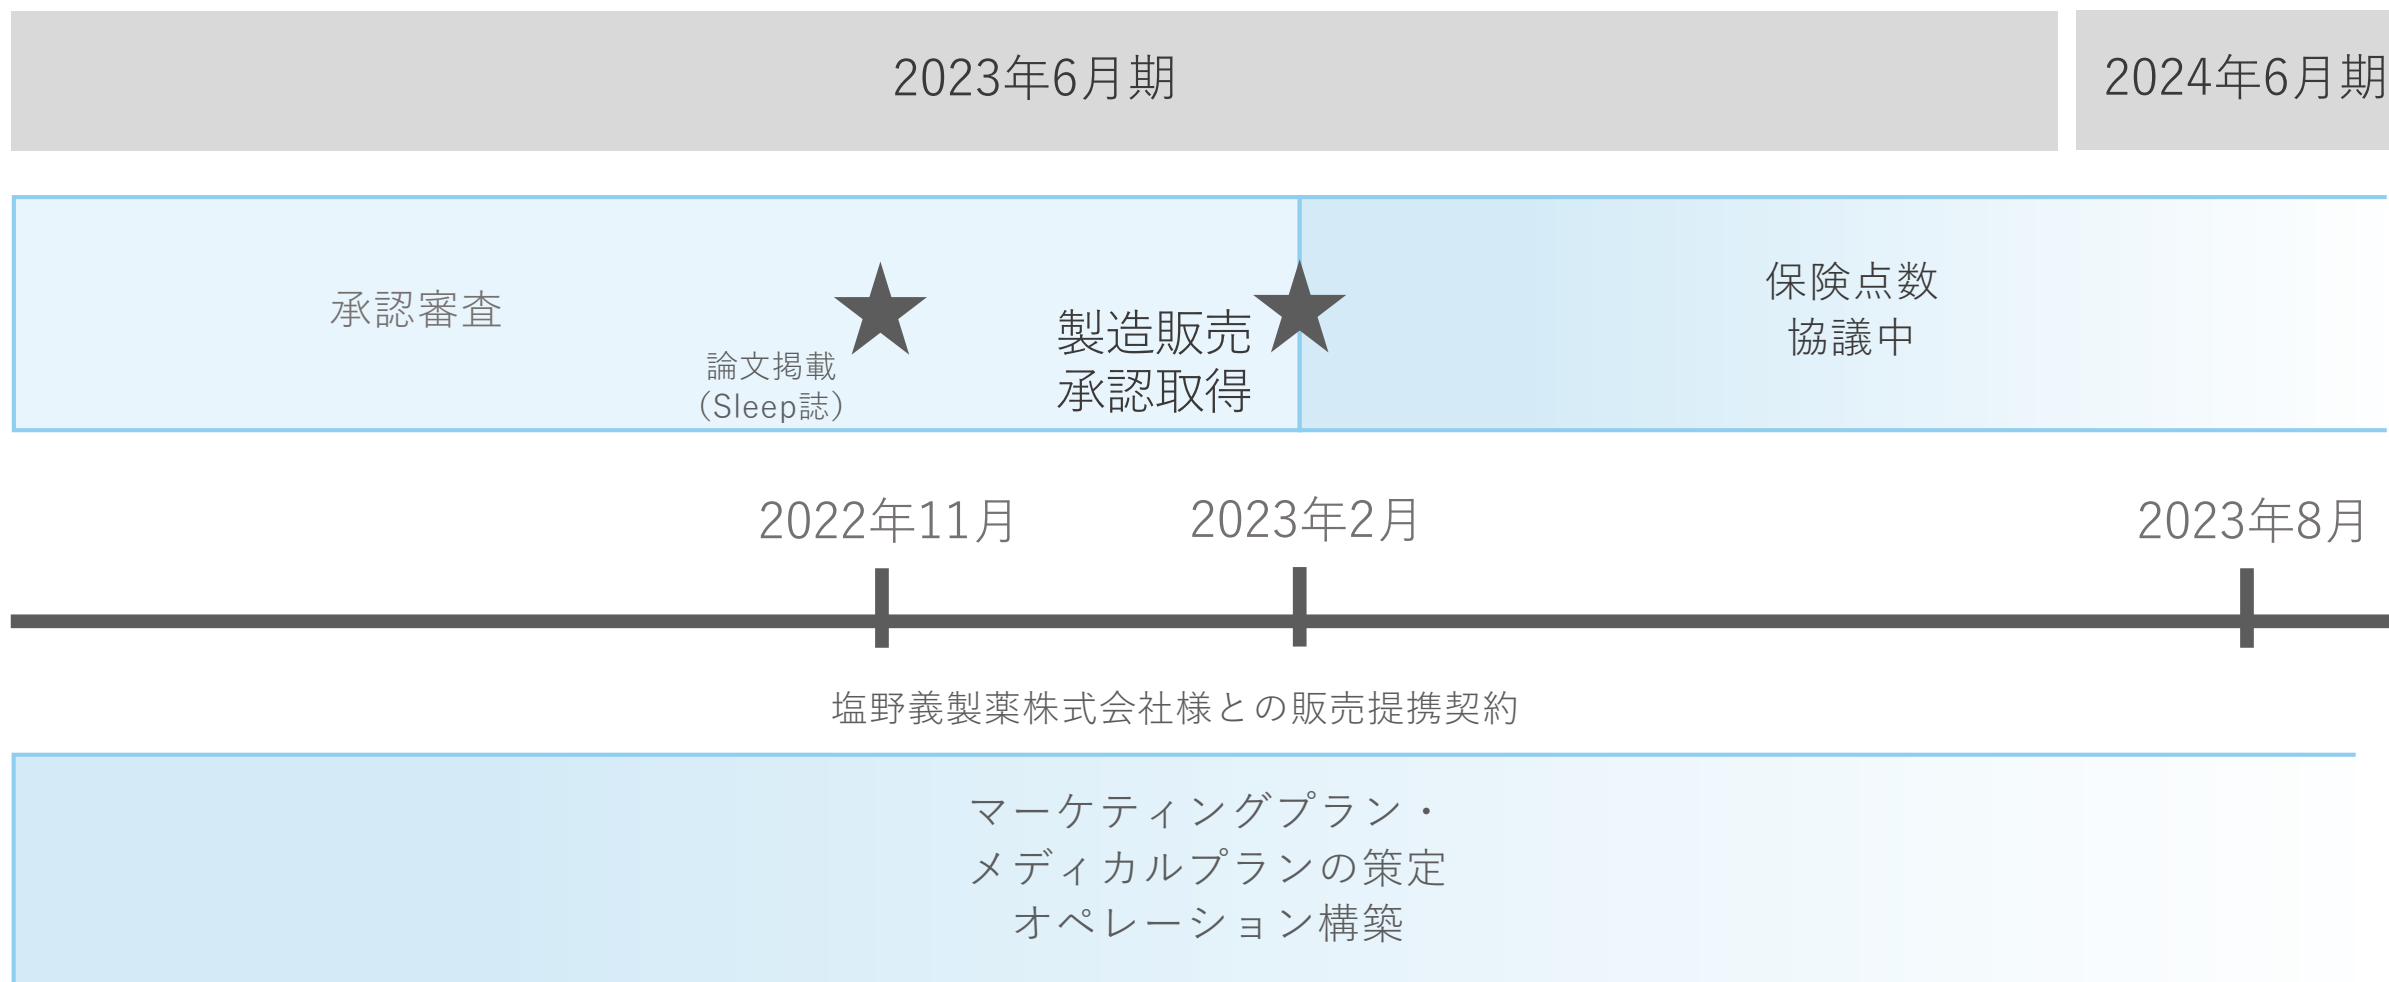 2023年6月期
2024年6月期
承認審査
論文掲載
（Sleep誌）
製造販売
承認取得
保険点数
協議中
2022年11月
2023年2月
2023年8月
塩野義製薬株式会社様との販売提携契約
マーケティングプラン・
メディカルプランの策定
オペレーション構築